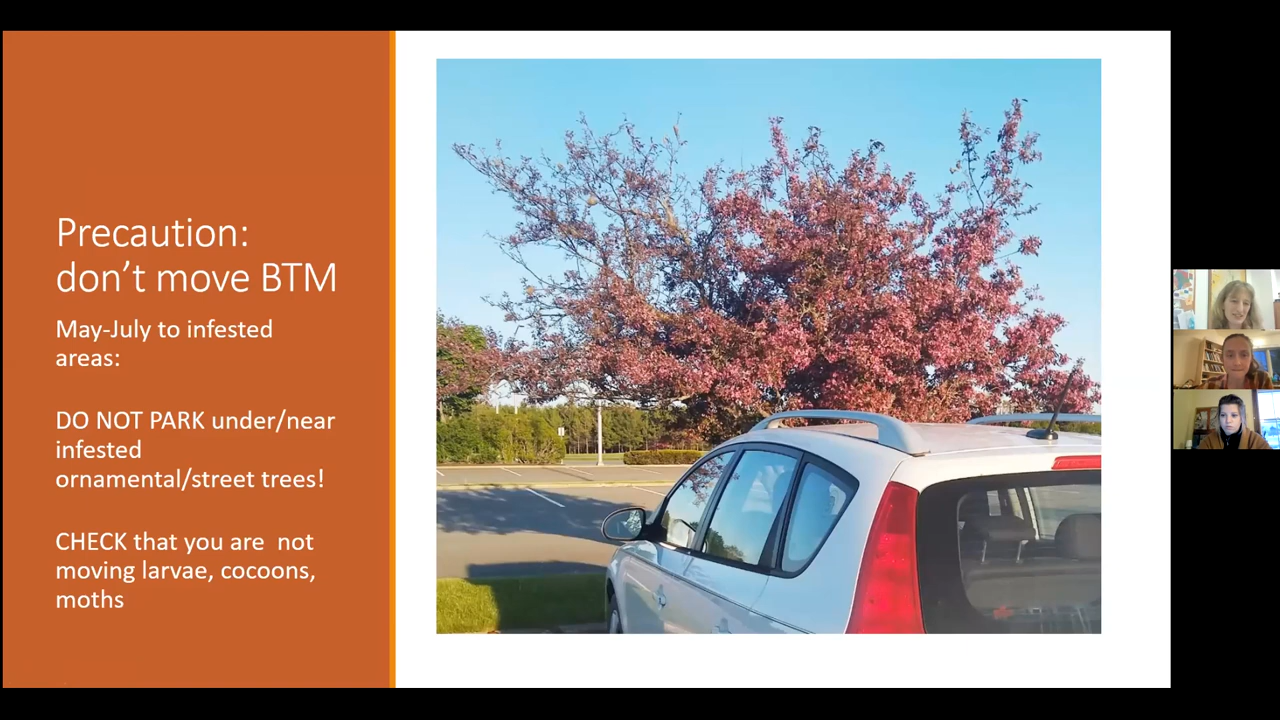 Precaution:
don't move BTM
May-July to infested
areas:
DO NOT PARK under/near
infested
ornamental/street trees!
CHECK that you are  not
moving larvae, cocoons,
moths